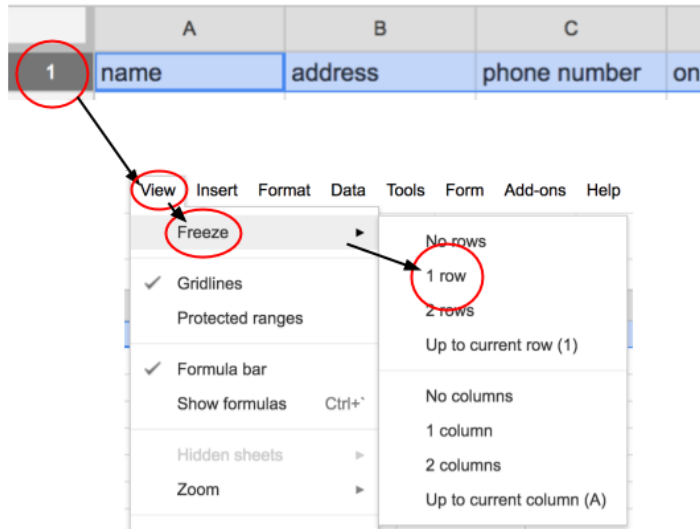 A B C
1 name address phone number on
View Insert Format Data Tools Form Add-ons Help
Freeze
No rows
1 row
Gridlines
Protected ranges
2 rows
Up to current row (1)
Formula bar
Show formulas Ctrl+`
No columns
1 column
Hidden sheets
2 columns
Zoom
Up to current column (A)